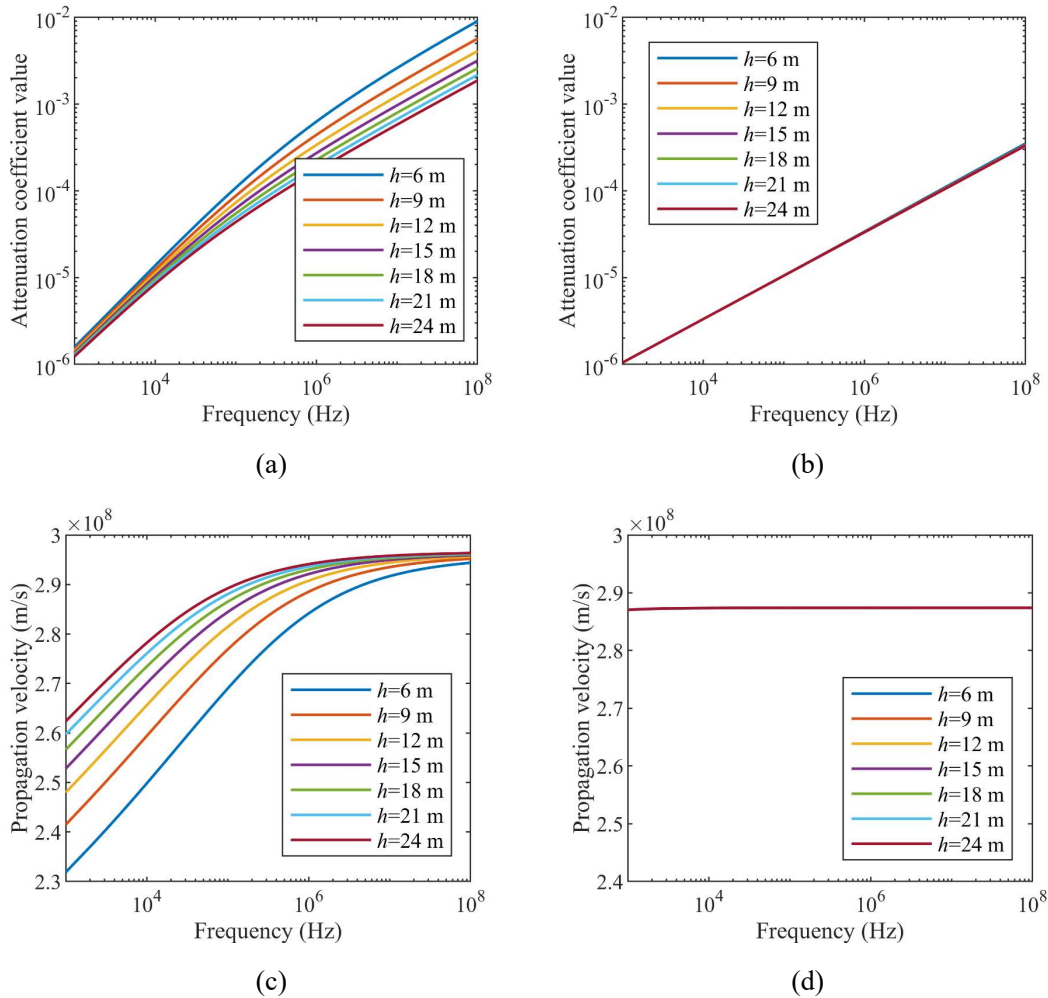 10^-2
10^-3
10^-4
10^-5
10^-6
Attenuation coefficient value
h=6 m
h=9 m
h=12 m
h=15 m
h=18 m
h=21 m
h=24 m
10^4
10^6
10^8
Frequency (Hz)
(a)
10^-2
10^-3
10^-4
10^-5
10^-6
Attenuation coefficient value
h=6 m
h=9 m
h=12 m
h=15 m
h=18 m
h=21 m
h=24 m
10^4
10^6
10^8
Frequency (Hz)
(b)
×10^8
3
2.9
2.8
2.7
2.6
2.5
2.4
2.3
Propagation velocity (m/s)
h=6 m
h=9 m
h=12 m
h=15 m
h=18 m
h=21 m
h=24 m
10^4
10^6
10^8
Frequency (Hz)
(c)
×10^8
3
2.9
2.8
2.7
2.6
2.5
2.4
Propagation velocity (m/s)
h=6 m
h=9 m
h=12 m
h=15 m
h=18 m
h=21 m
h=24 m
10^4
10^6
10^8
Frequency (Hz)
(d)